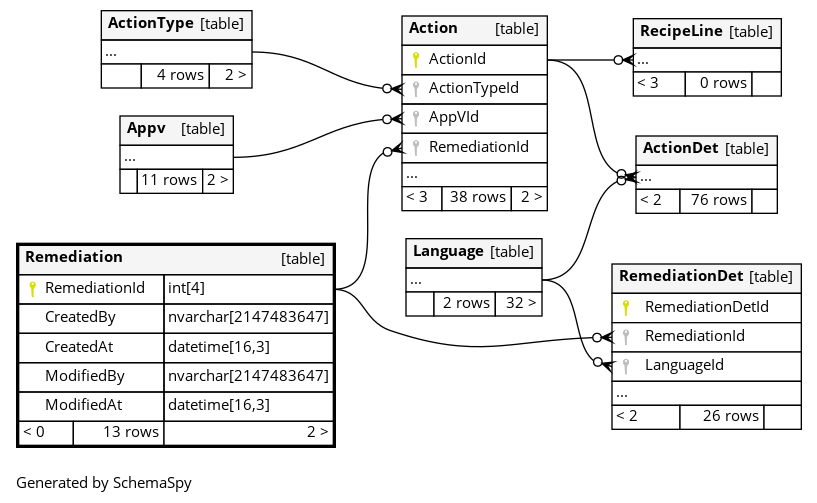 ActionType [table]
...
4 rows 2 >
Appv [table]
...
11 rows 2 >
Remediation [table]
RemediationId int[4]
CreatedBy nvarchar[2147483647]
CreatedAt datetime[16,3]
ModifiedBy nvarchar[2147483647]
ModifiedAt datetime[16,3]
< 0 13 rows 2 >
Action [table]
ActionId
ActionTypeId
AppVId
RemediationId
...
< 3 38 rows 2 >
Language [table]
...
2 rows 32 >
RecipeLine [table]
...
< 3 0 rows
ActionDet [table]
...
< 2 76 rows
RemediationDet [table]
RemediationDetId
RemediationId
LanguageId
...
< 2 26 rows
Generated by SchemaSpy